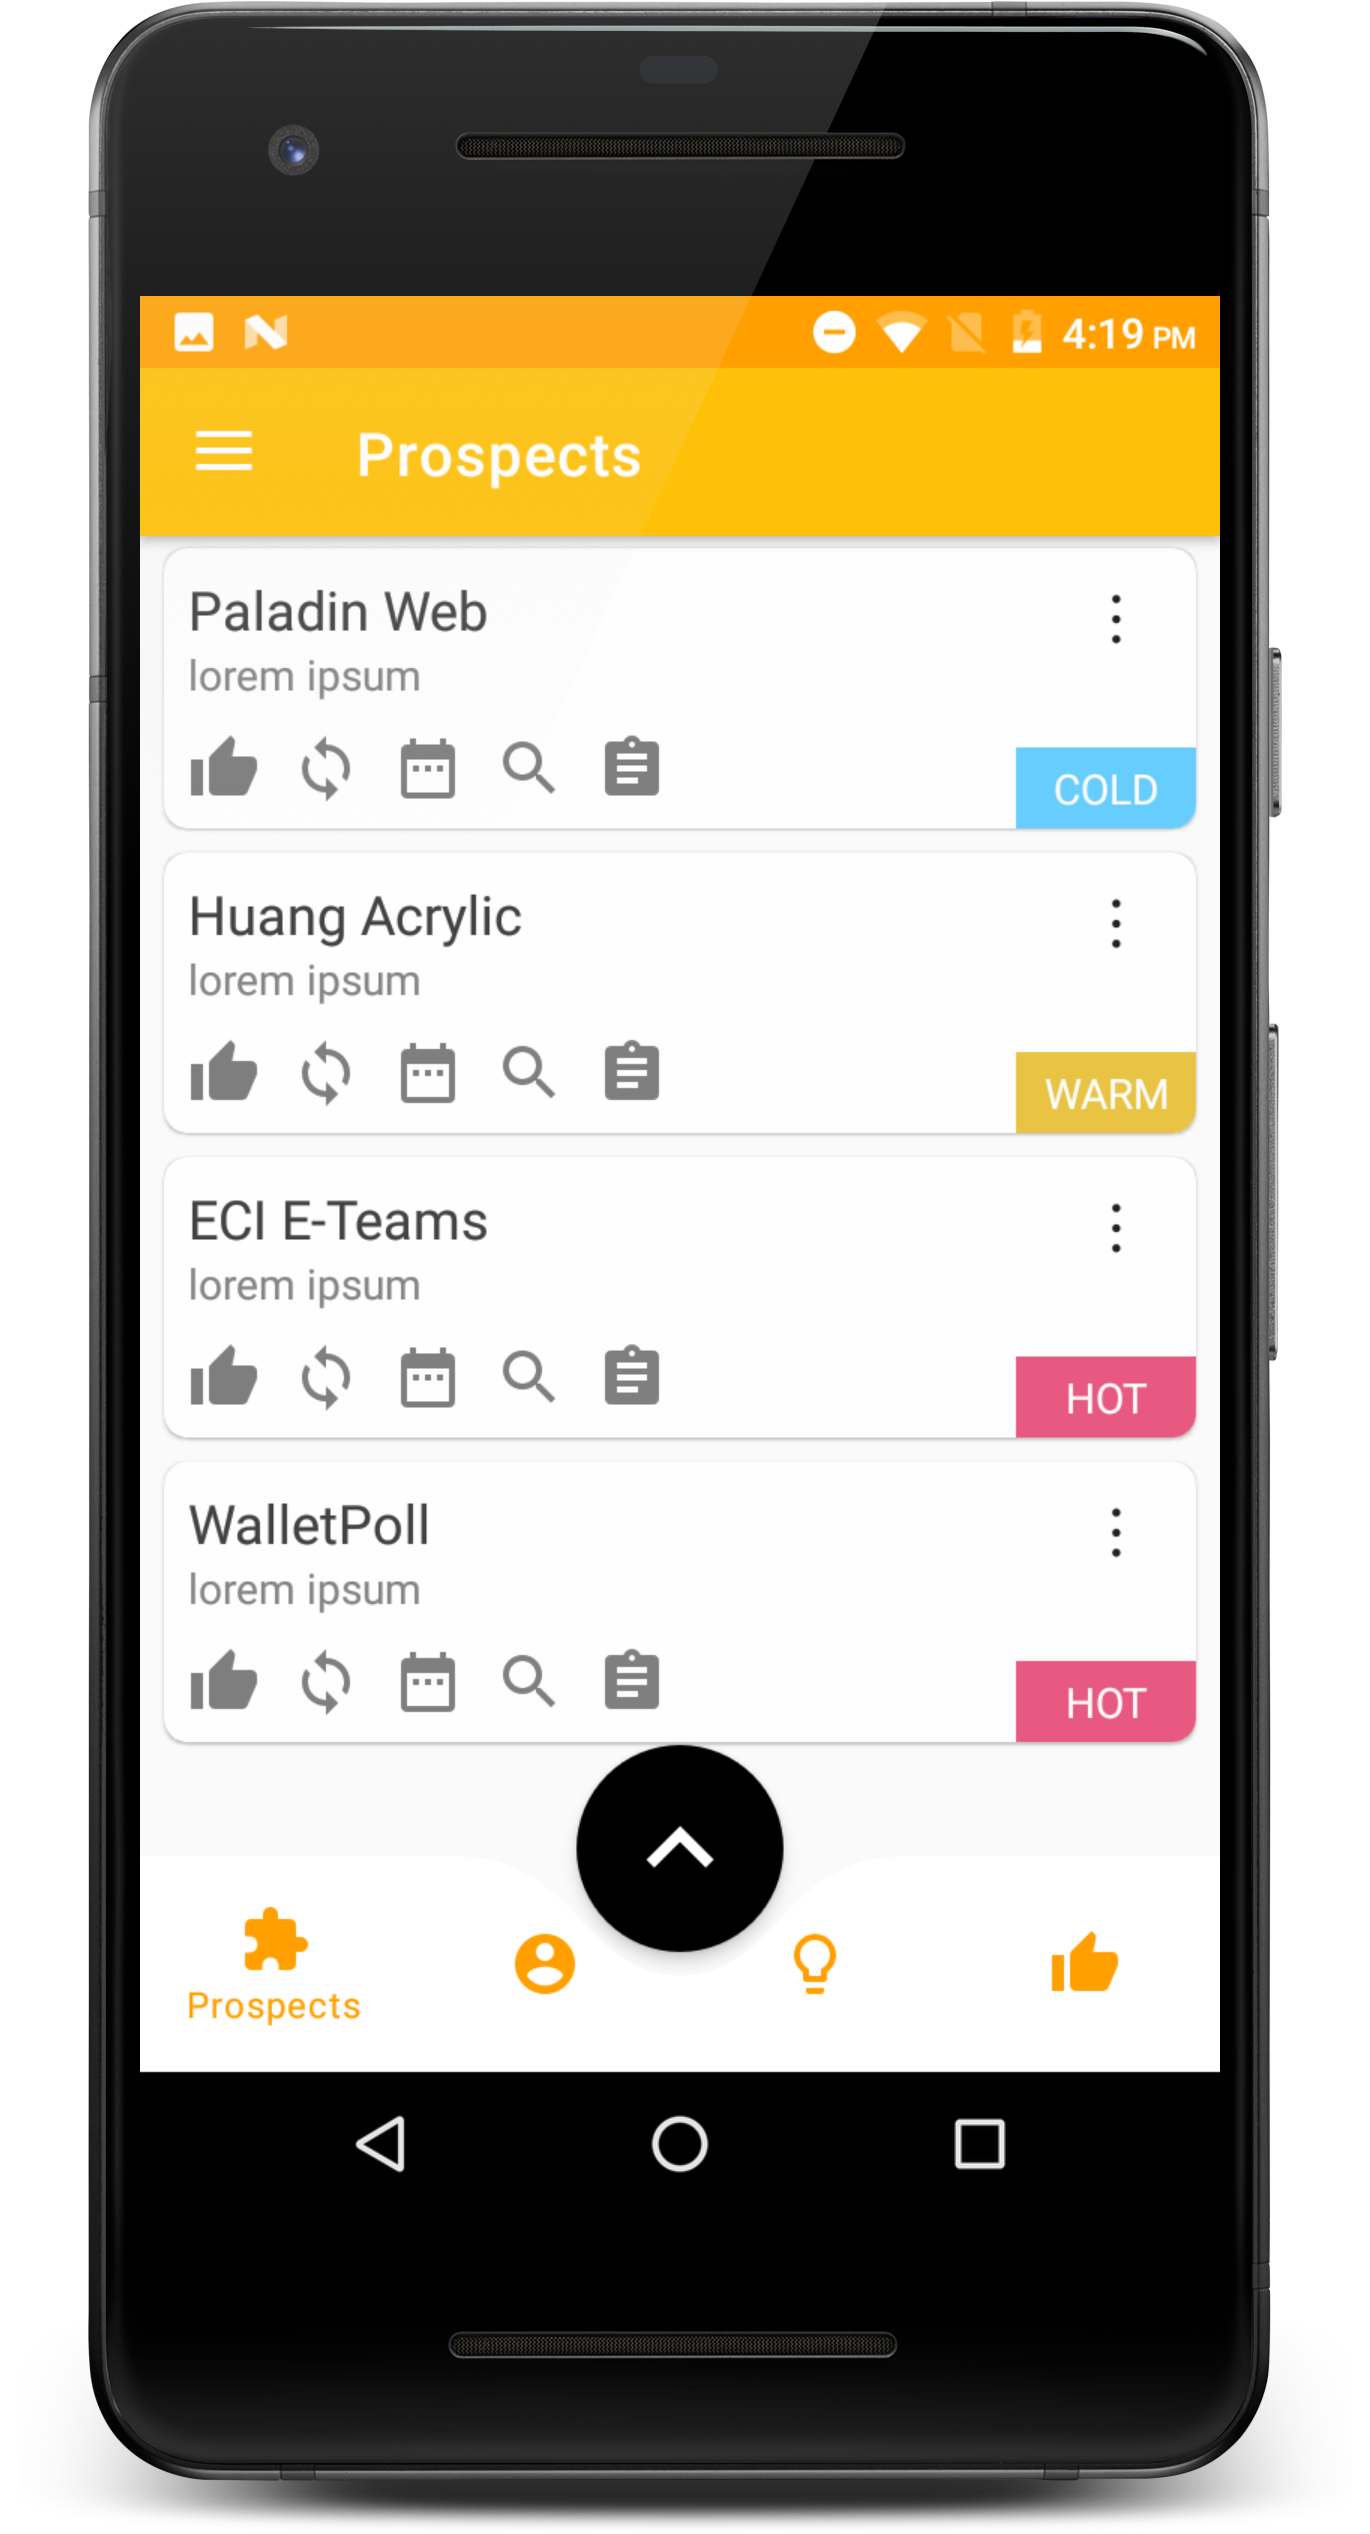 4:19 PM
Prospects
Paladin Web
lorem ipsum
COLD
Huang Acrylic
lorem ipsum
WARM
ECI E-Teams
lorem ipsum
HOT
WalletPoll
lorem ipsum
HOT
Prospects